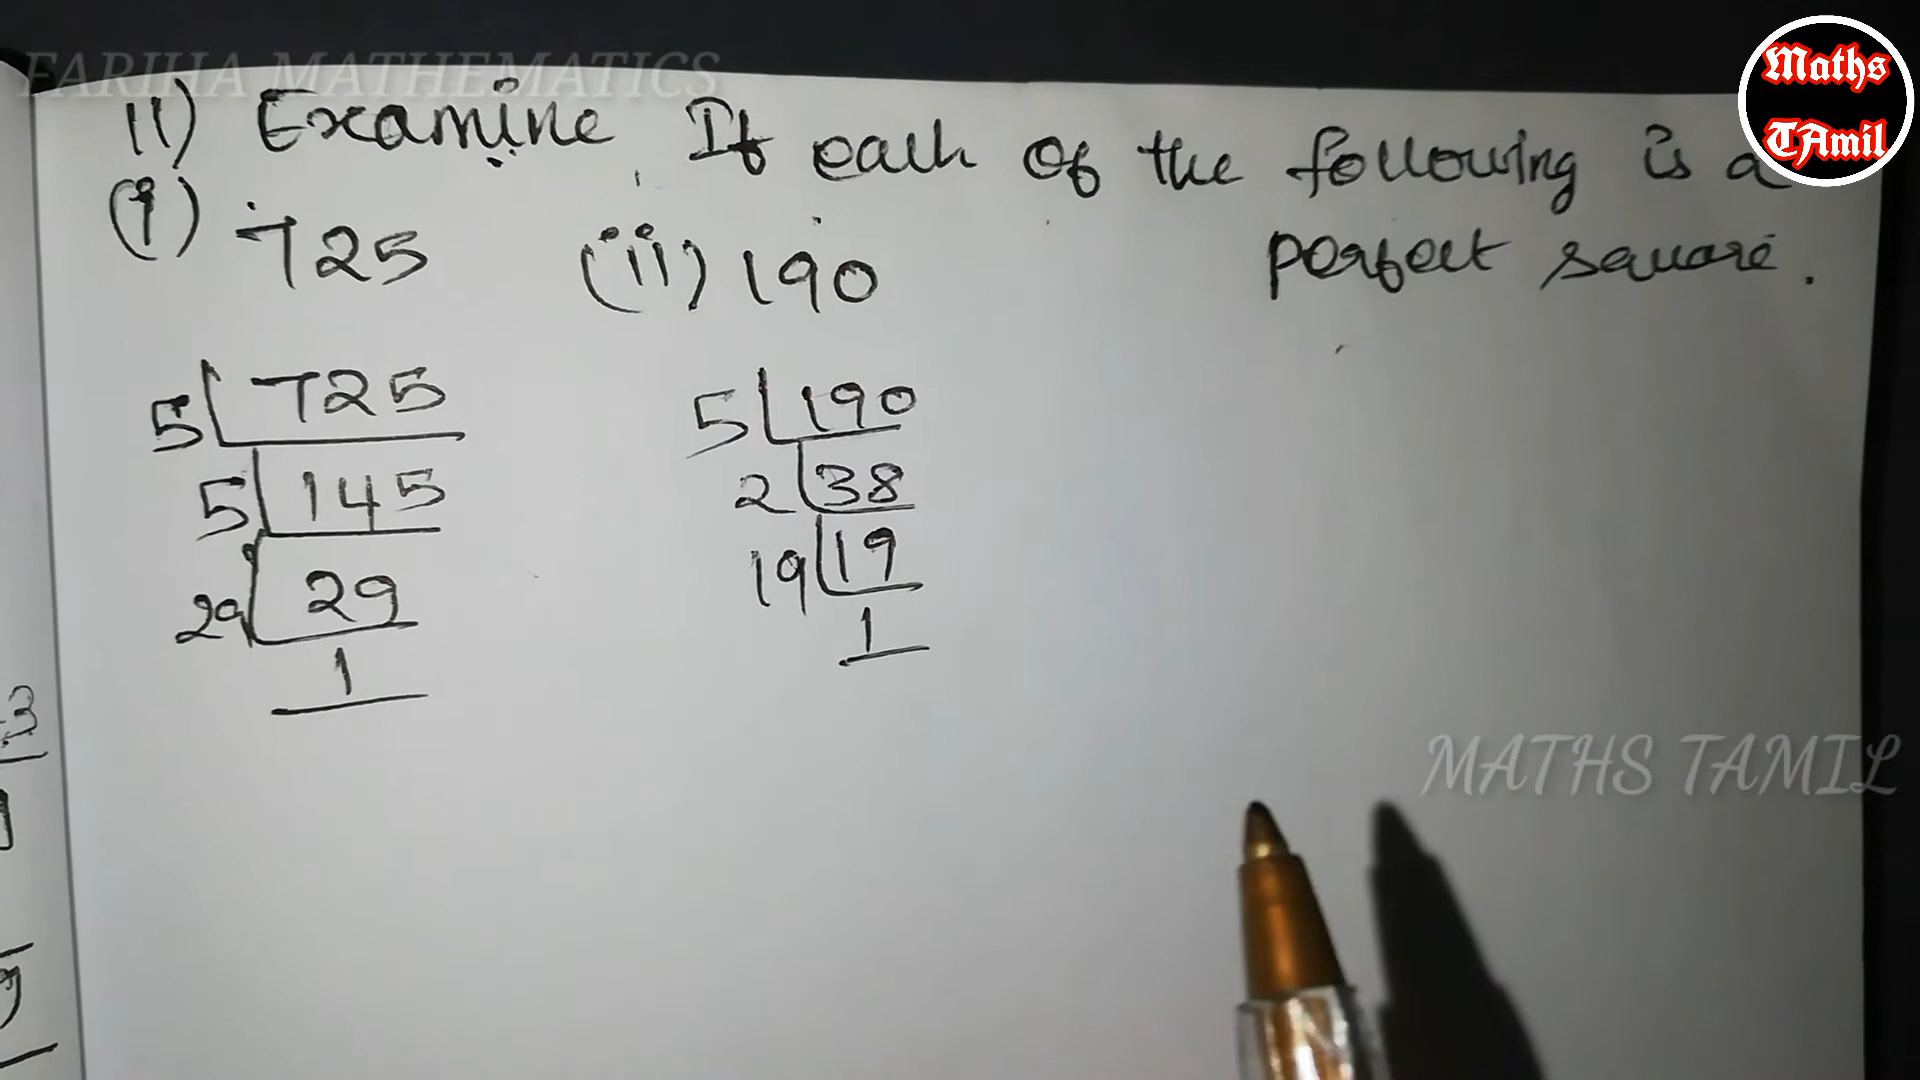 FARIHA MATHEMATICS
Maths
TAmil
11) Examine If each of the following is a
perfect square.
(i) 725 (ii) 190
5 725
5 145
29 29
1
5 190
2 38
19 19
1
MATHS TAMIL